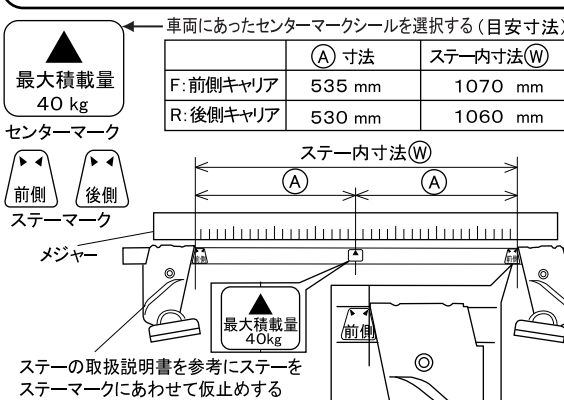 車両にあったセンターマークシールを選択する(目安寸法)
▲
最大積載量
40 kg
センターマーク
Ⓐ 寸法 ステー内寸法Ⓦ
F:前側キャリア 535 mm 1070 mm
R:後側キャリア 530 mm 1060 mm
前側 後側
ステーマーク
ステー内寸法Ⓦ
Ⓐ Ⓐ
メジャー
前側 前側
▲
最大積載量
40kg
前側
ステーの取扱説明書を参考にステーを
ステーマークにあわせて仮止めする